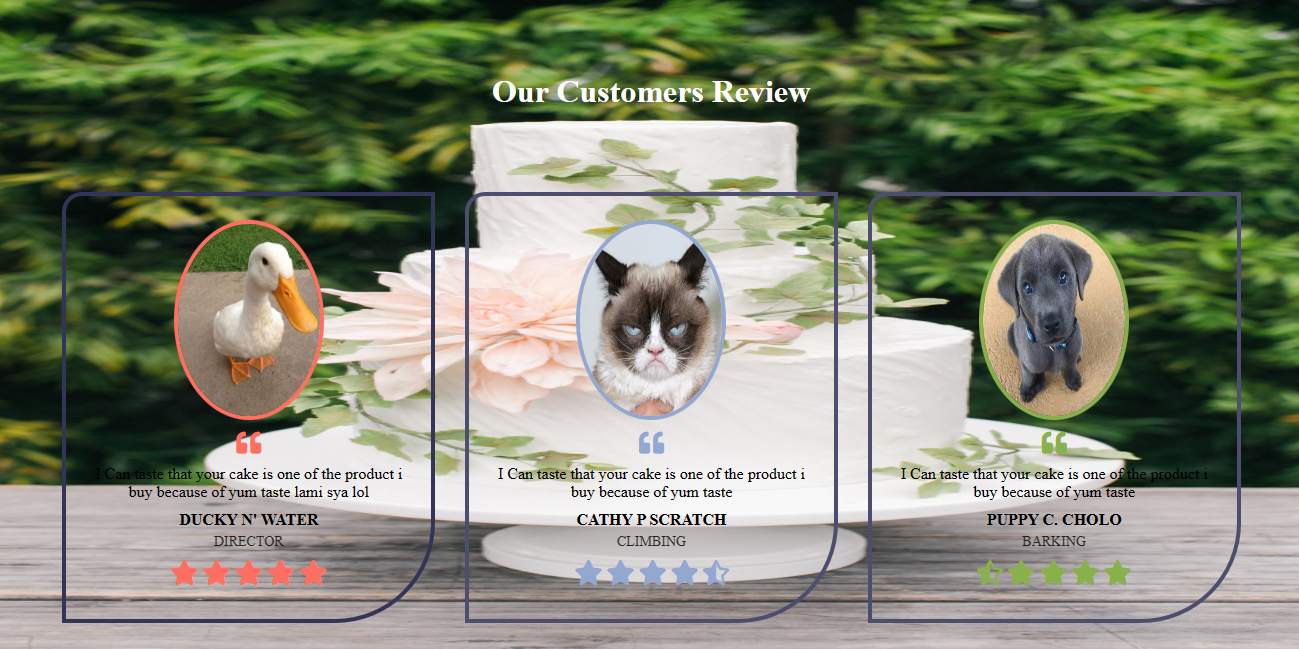 Our Customers Review
I Can taste that your cake is one of the product i
buy because of yum taste lami sya lol
DUCKY N' WATER
DIRECTOR
I Can taste that your cake is one of the product i
buy because of yum taste
CATHY P SCRATCH
CLIMBING
I Can taste that your cake is one of the product i
buy because of yum taste
PUPPY C. CHOLO
BARKING